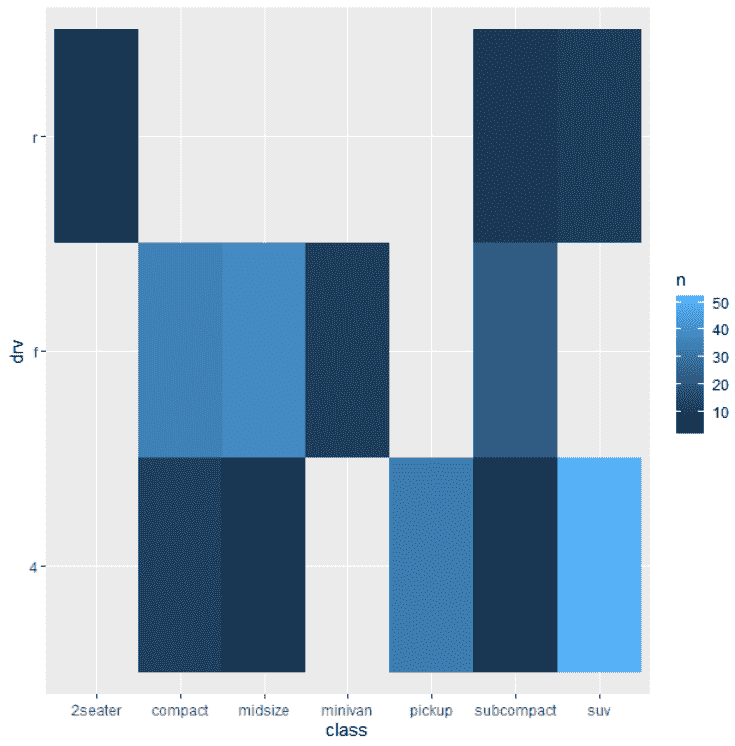 r
f
4
drv
2seater compact midsize minivan pickup subcompact suv
class
n
50
40
30
20
10